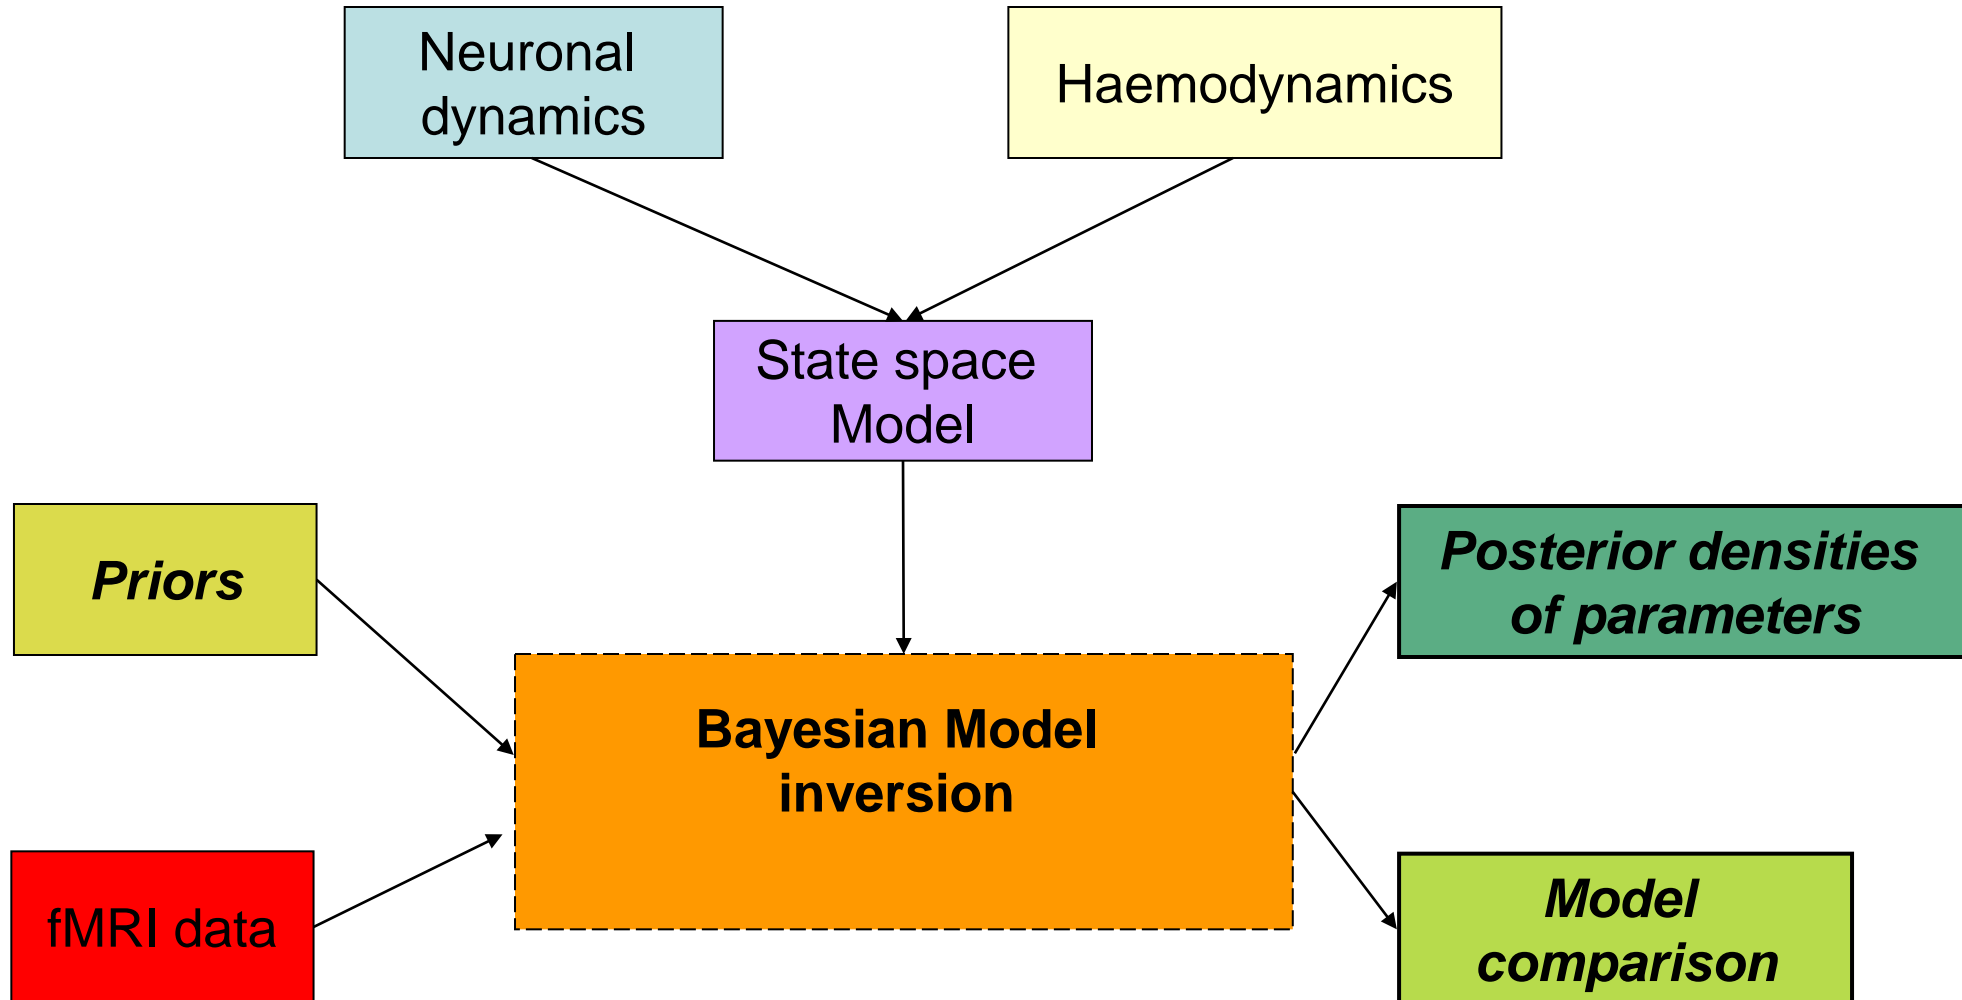 Neuronal
dynamics
Haemodynamics
State space
Model
Priors
Posterior densities
of parameters
Bayesian Model
inversion
fMRI data
Model
comparison